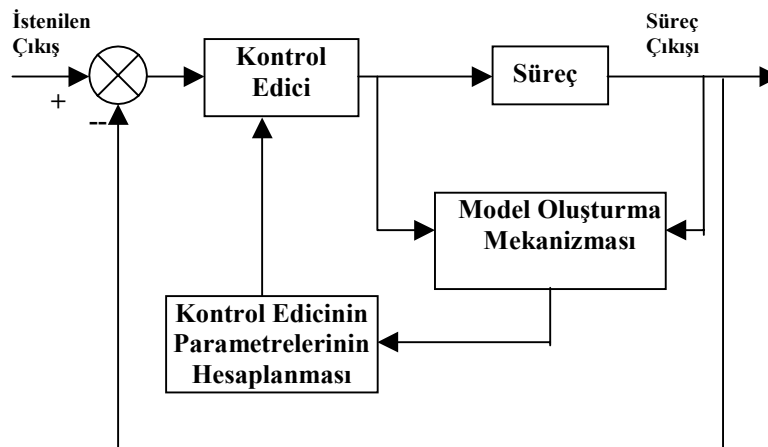 İstenilen
Çıkış
+
--
Kontrol
Edici
Süreç
Süreç
Çıkışı
Model Oluşturma
Mekanizması
Kontrol Edicinin
Parametrelerinin
Hesaplanması